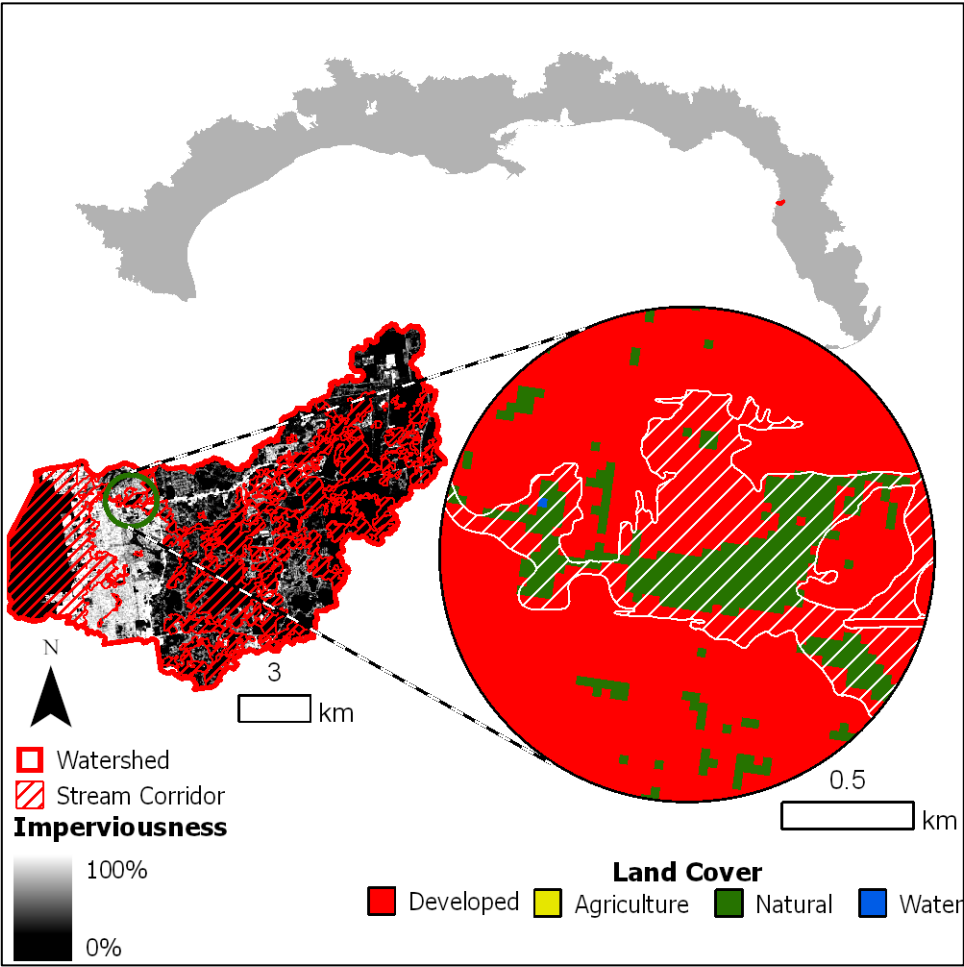 N
3
km
Watershed
Stream Corridor
Imperviousness
100%
0%
0.5
km
Land Cover
Developed Agriculture Natural Water